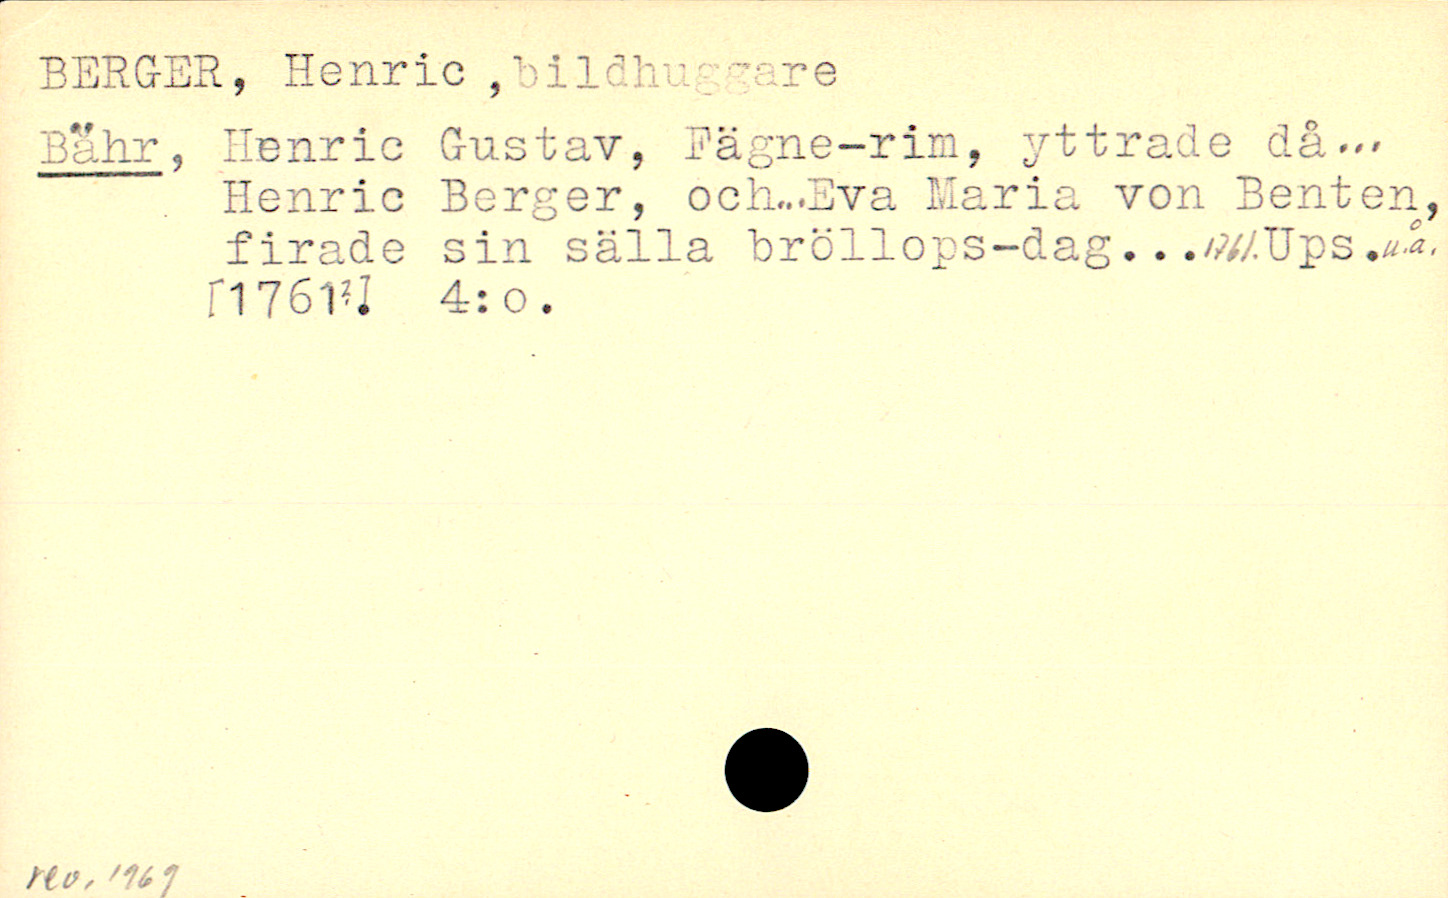 BERGER, Henric ,bildhuggare
Bähr, Henric Gustav, Fägne-rim, yttrade då...
Henric Berger, och...Eva Maria von Benten,
firade sin sälla bröllops-dag...1761.Ups.u.å.
[1761?] 4:o.
rev. 1969